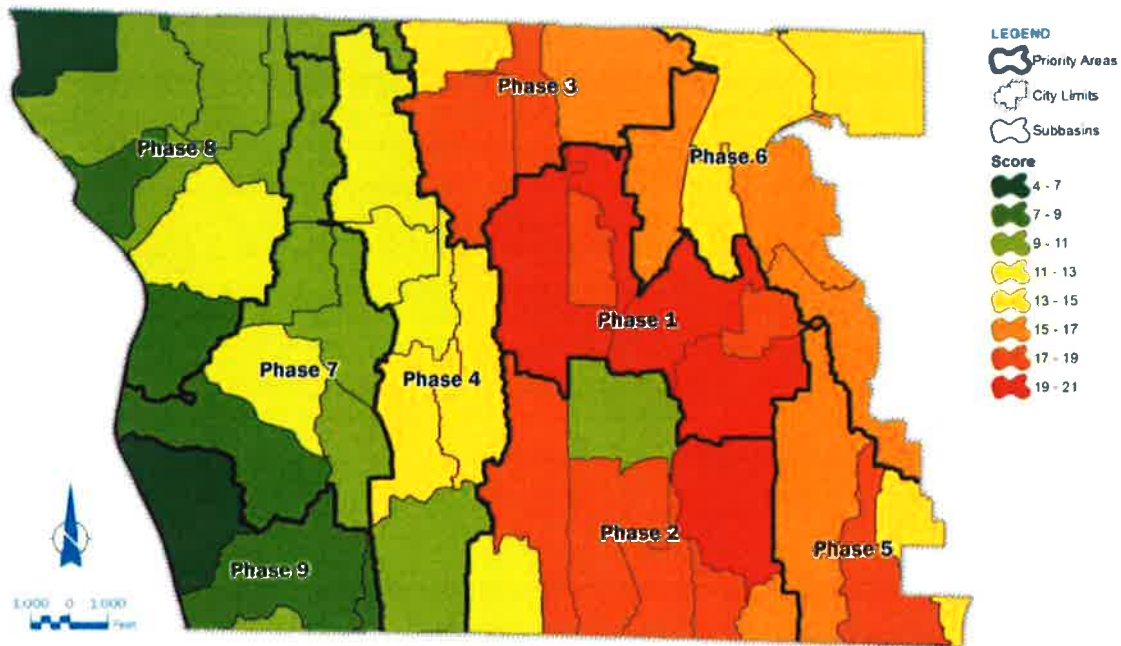 LEGEND
Priority Areas
City Limits
Subbasins
Score
4 - 7
7 - 9
9 - 11
11 - 13
13 - 15
15 - 17
17 - 19
19 - 21
Phase 3
Phase 8
Phase 6
Phase 1
Phase 7
Phase 4
Phase 2
Phase 5
Phase 9
N
1,000 0 1,000
Feet